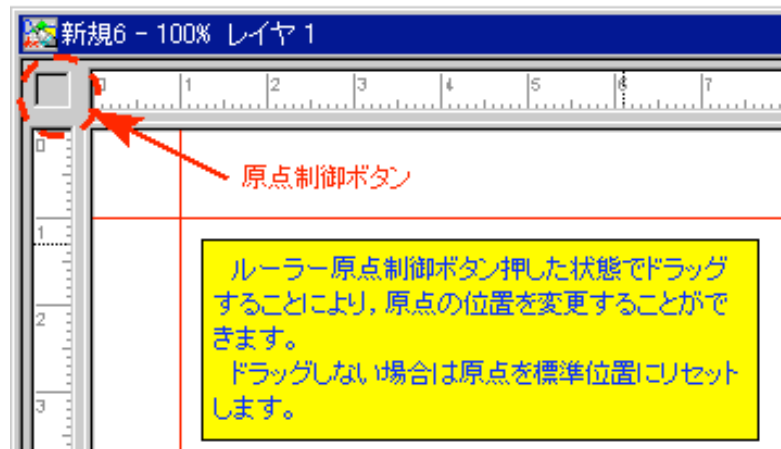 新規6 - 100% レイヤ1
0 1 2 3 4 5 6 7
原点制御ボタン
0
1
2
3
ルーラー原点制御ボタン押した状態でドラッグ
することにより，原点の位置を変更することがで
きます。
ドラッグしない場合は原点を標準位置にリセット
します。